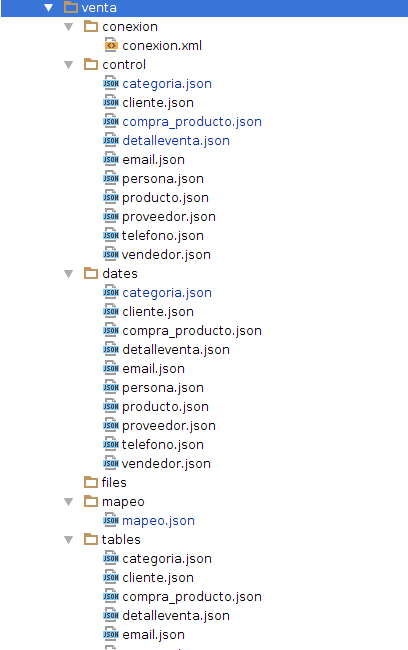 venta
conexion
conexion.xml
control
categoria.json
cliente.json
compra_producto.json
detalleventa.json
email.json
persona.json
producto.json
proveedor.json
telefono.json
vendedor.json
dates
categoria.json
cliente.json
compra_producto.json
detalleventa.json
email.json
persona.json
producto.json
proveedor.json
telefono.json
vendedor.json
files
mapeo
mapeo.json
tables
categoria.json
cliente.json
compra_producto.json
detalleventa.json
email.json